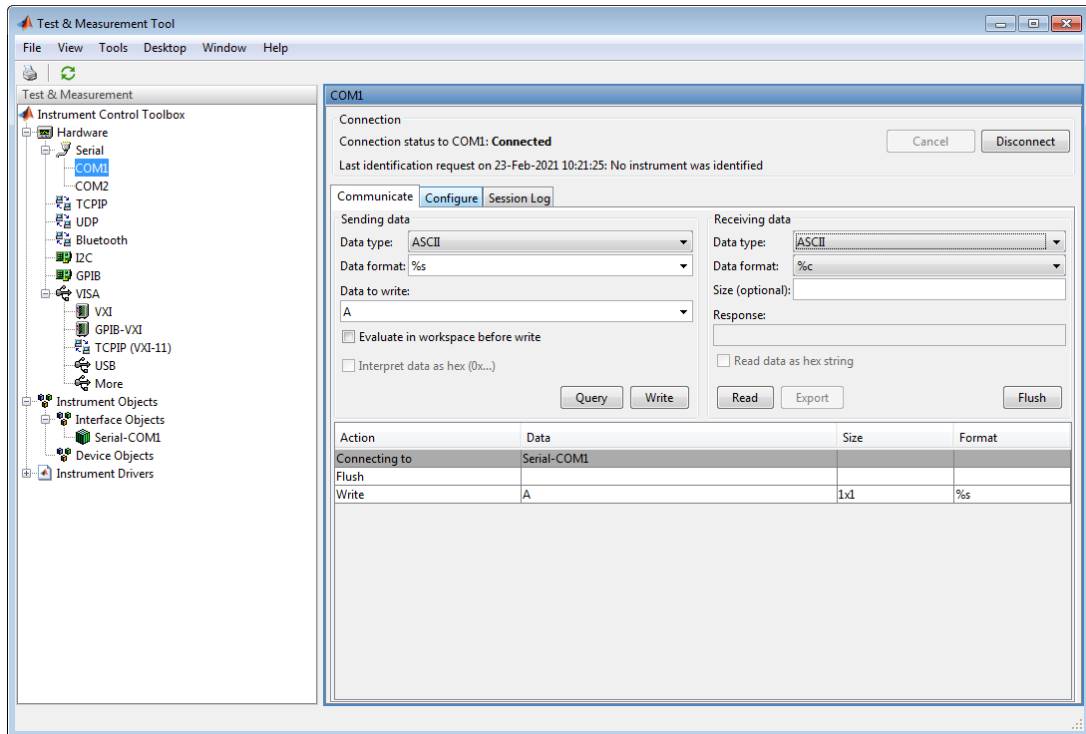 Test & Measurement Tool
File View Tools Desktop Window Help
Test & Measurement
Instrument Control Toolbox
Hardware
Serial
COM1
COM2
TCPIP
UDP
Bluetooth
I2C
GPIB
VISA
VXI
GPIB-VXI
TCPIP (VXI-11)
USB
More
Instrument Objects
Interface Objects
Serial-COM1
Device Objects
Instrument Drivers
COM1
Connection
Connection status to COM1: Connected
Cancel Disconnect
Last identification request on 23-Feb-2021 10:21:25: No instrument was identified
Communicate Configure Session Log
Sending data
Data type: ASCII
Data format: %s
Data to write:
A
Evaluate in workspace before write
Interpret data as hex (0x...)
Query Write
Receiving data
Data type: ASCII
Data format: %c
Size (optional):
Response:
Read data as hex string
Read Export Flush
Action Data Size Format
Connecting to Serial-COM1
Flush
Write A 1x1 %s